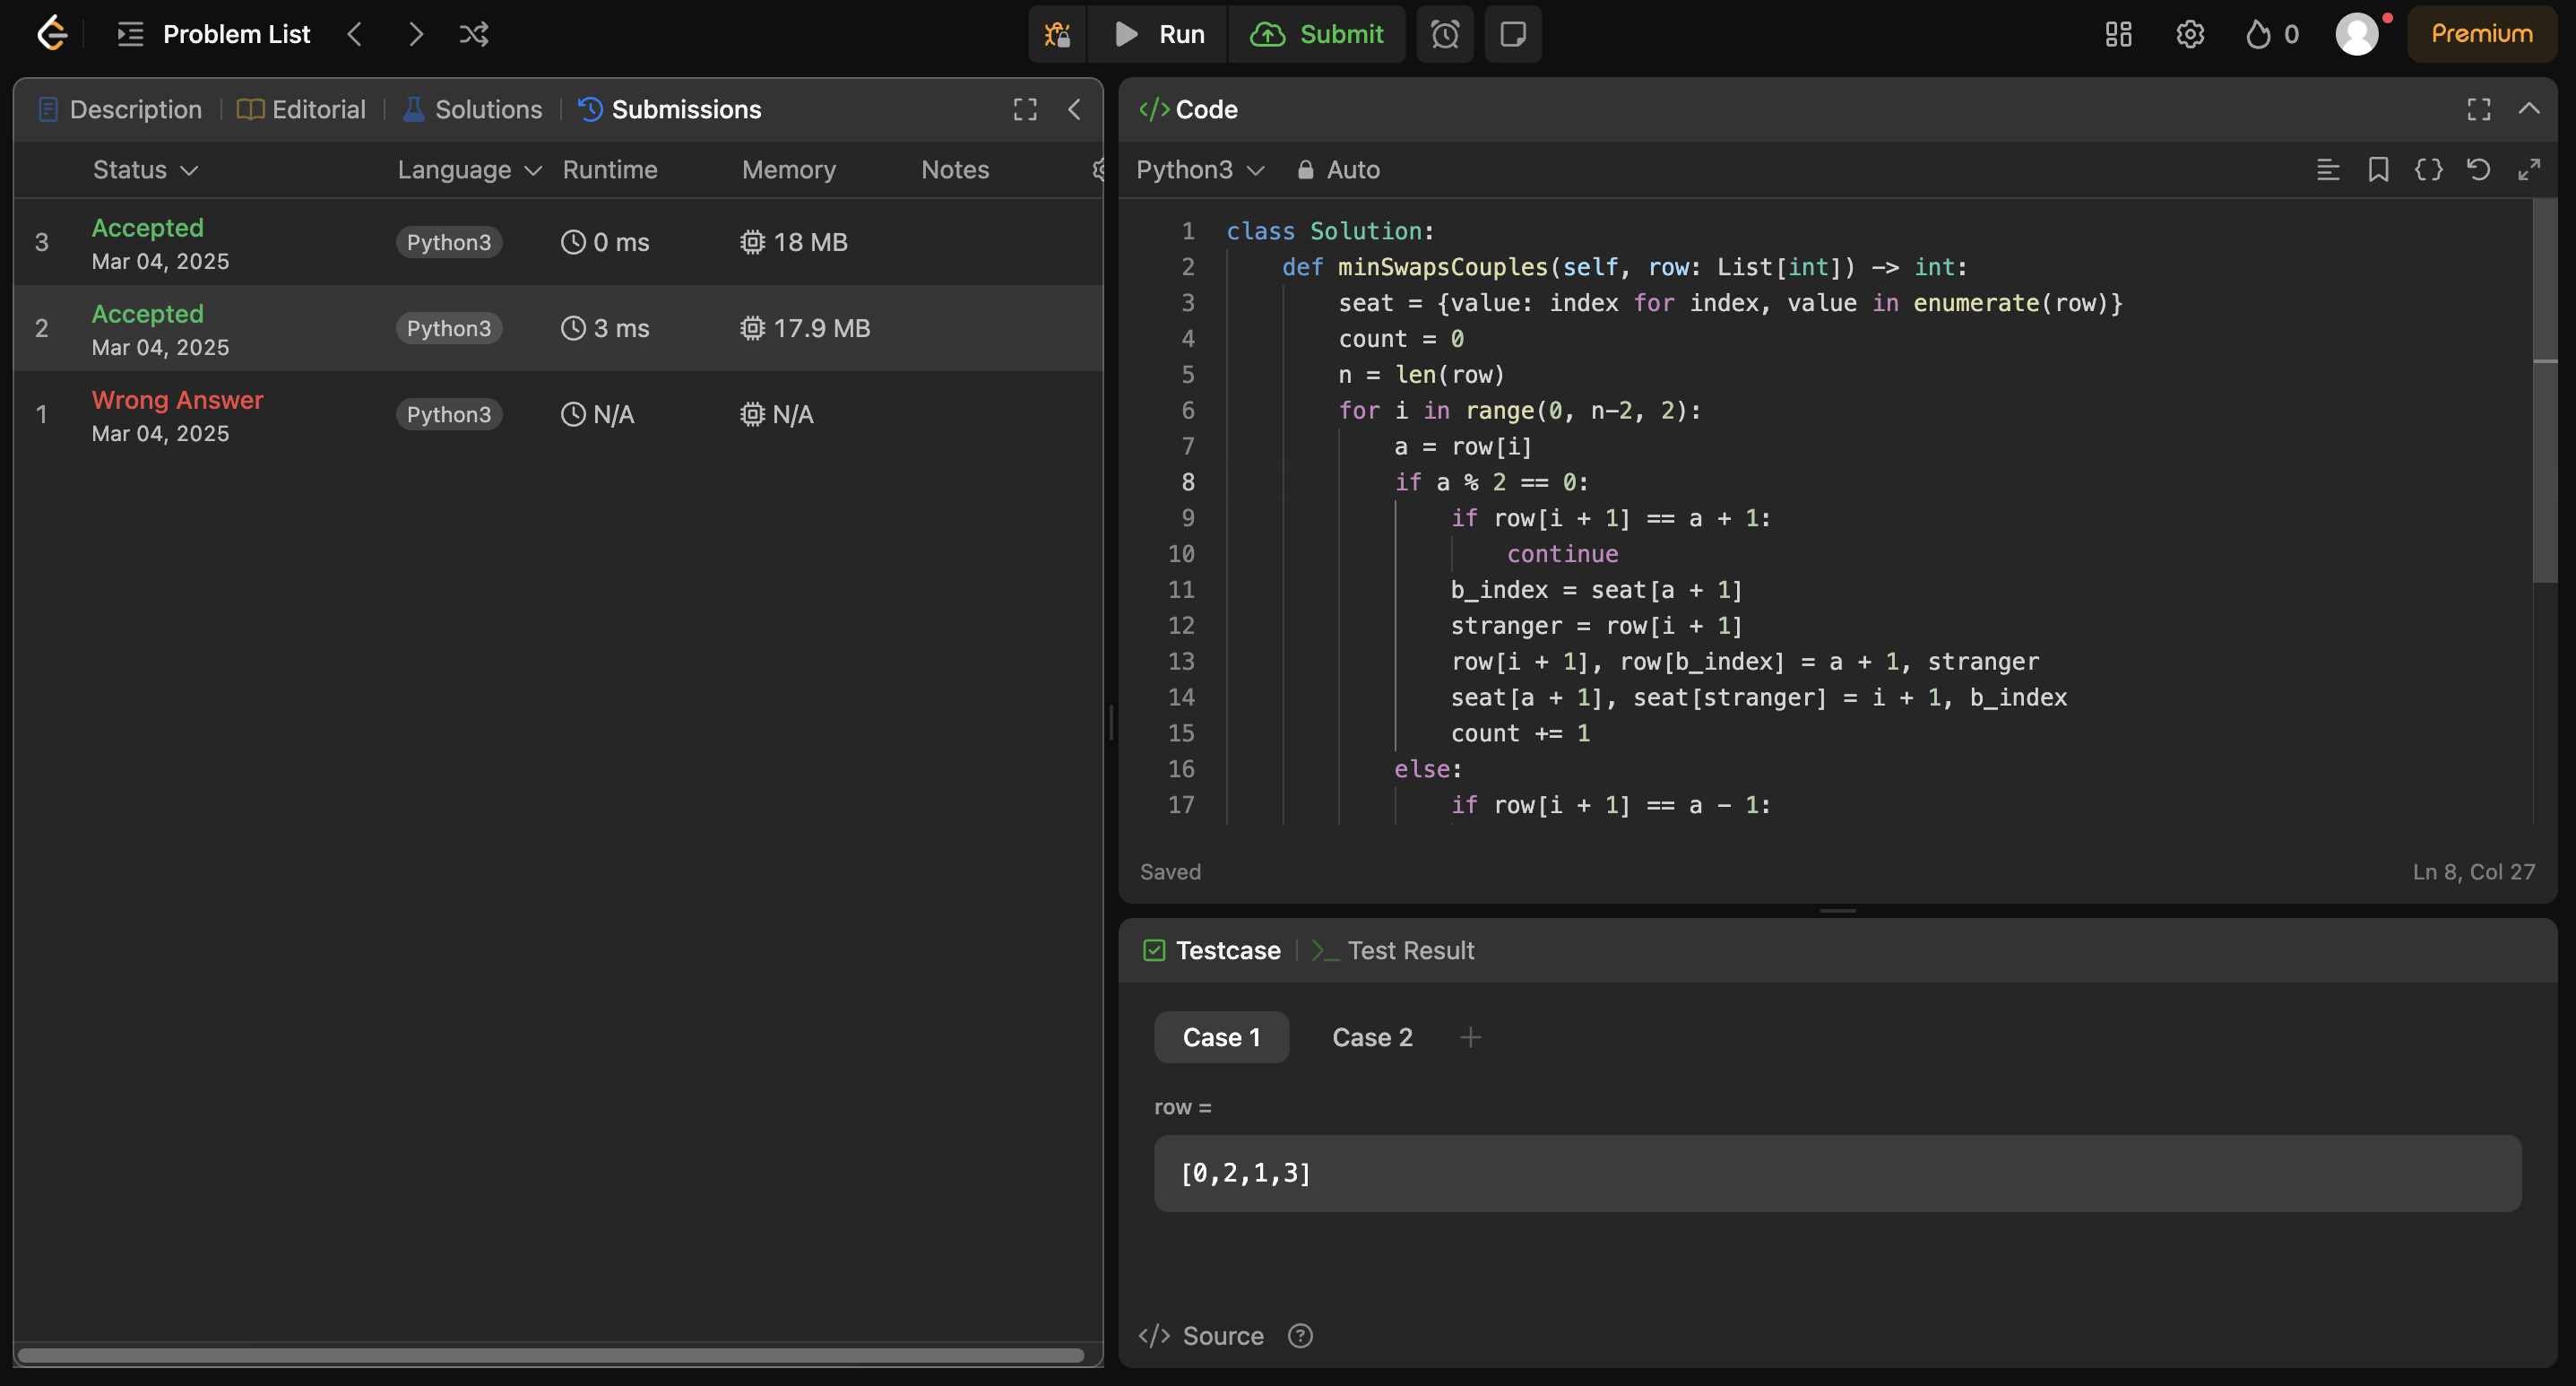 Problem List
Run
Submit
0
Premium
Description
Editorial
Solutions
Submissions
Status
Language
Runtime
Memory
Notes
3
Accepted
Mar 04, 2025
Python3
0 ms
18 MB
2
Accepted
Mar 04, 2025
Python3
3 ms
17.9 MB
1
Wrong Answer
Mar 04, 2025
Python3
N/A
N/A
</> Code
Python3
Auto
1 class Solution:
2 def minSwapsCouples(self, row: List[int]) -> int:
3 seat = {value: index for index, value in enumerate(row)}
4 count = 0
5 n = len(row)
6 for i in range(0, n-2, 2):
7 a = row[i]
8 if a % 2 == 0:
9 if row[i + 1] == a + 1:
10 continue
11 b_index = seat[a + 1]
12 stranger = row[i + 1]
13 row[i + 1], row[b_index] = a + 1, stranger
14 seat[a + 1], seat[stranger] = i + 1, b_index
15 count += 1
16 else:
17 if row[i + 1] == a - 1:
Saved
Ln 8, Col 27
Testcase
Test Result
Case 1
Case 2
+
row =
[0,2,1,3]
</> Source
?